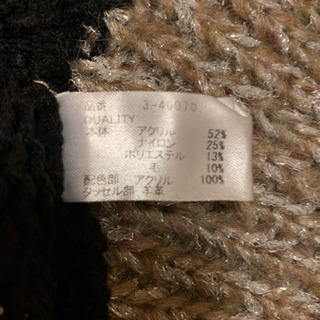 品番 3-40070
QUALITY
本体 アクリル 52%
ナイロン 25%
ポリエステル 13%
毛 10%
配色部 アクリル 100%
タッセル部 羊革